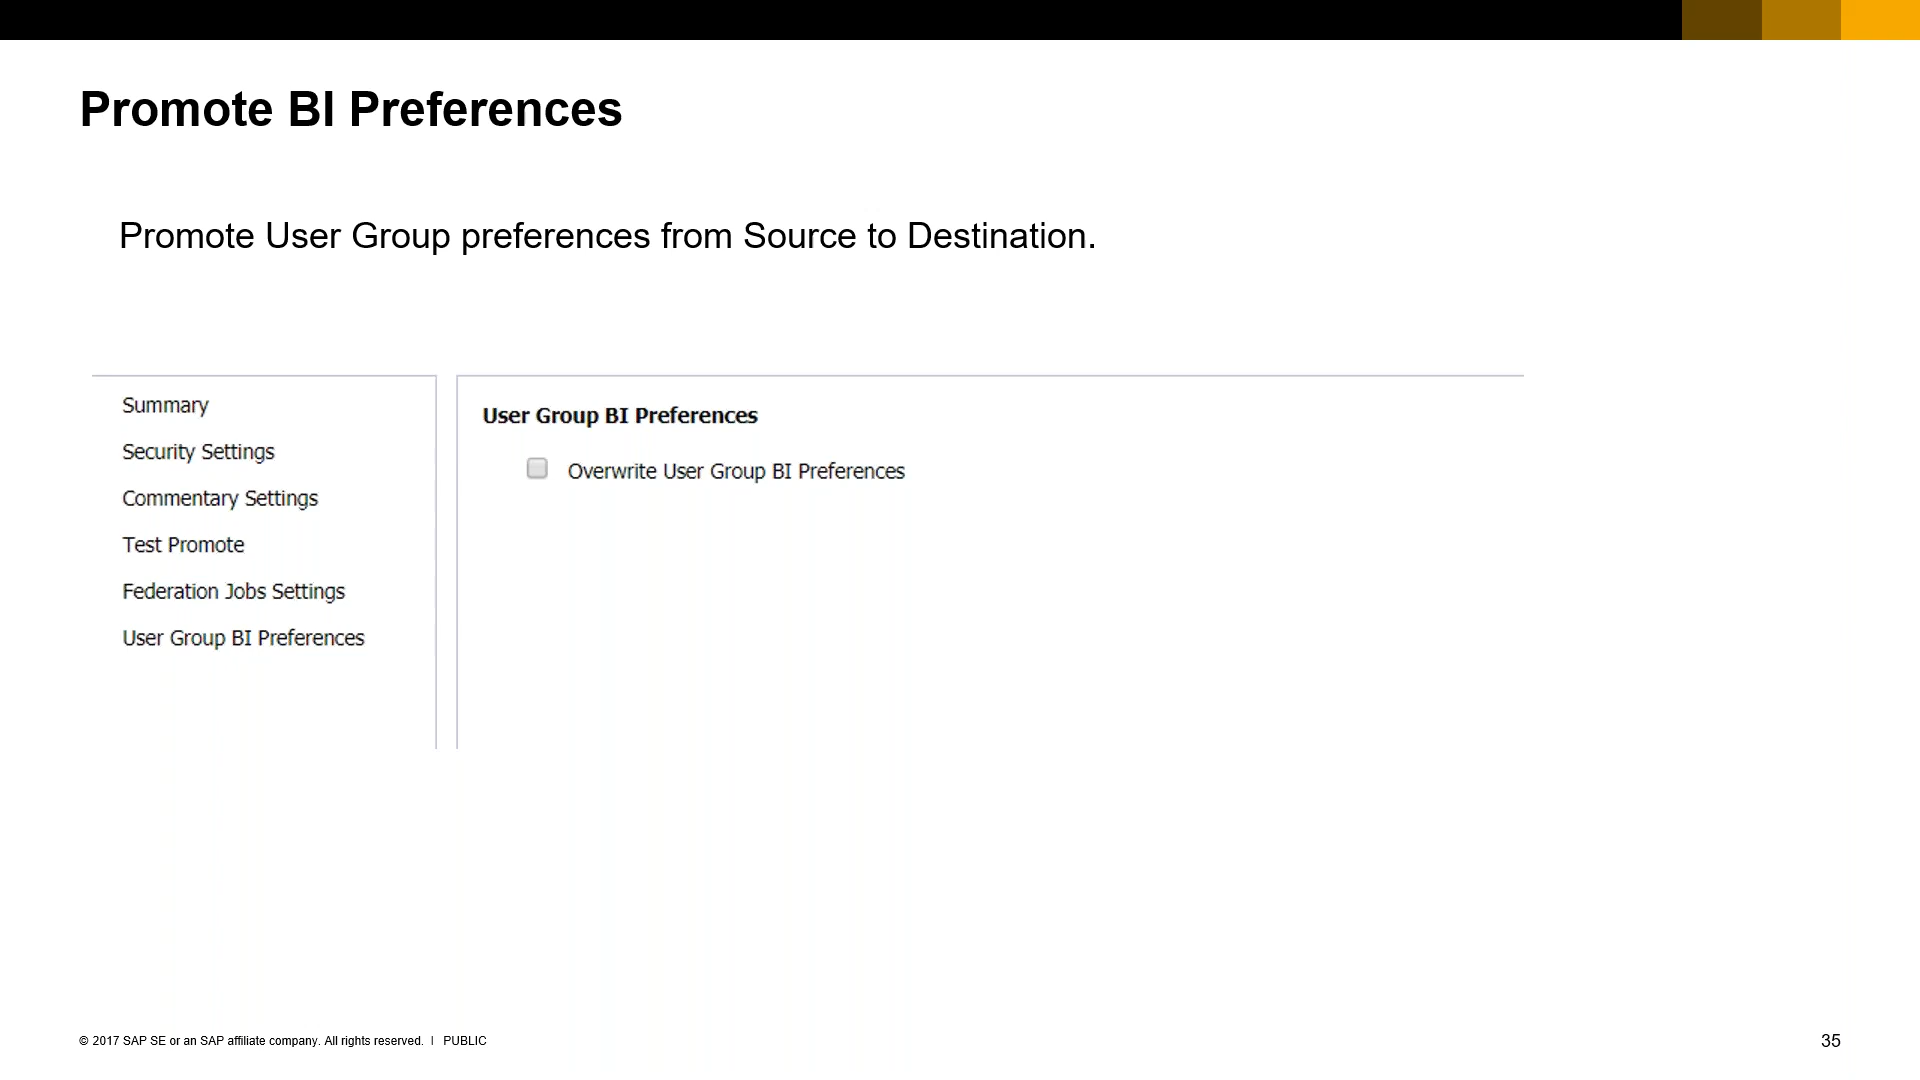 Promote BI Preferences
Promote User Group preferences from Source to Destination.
Summary
Security Settings
Commentary Settings
Test Promote
Federation Jobs Settings
User Group BI Preferences
User Group BI Preferences
Overwrite User Group BI Preferences
© 2017 SAP SE or an SAP affiliate company. All rights reserved. | PUBLIC
35